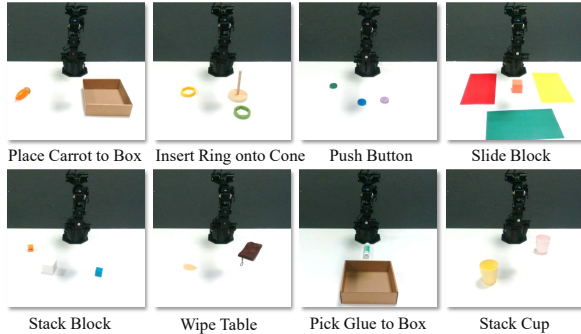 Place Carrot to Box
Insert Ring onto Cone
Push Button
Slide Block
Stack Block
Wipe Table
Pick Glue to Box
Stack Cup